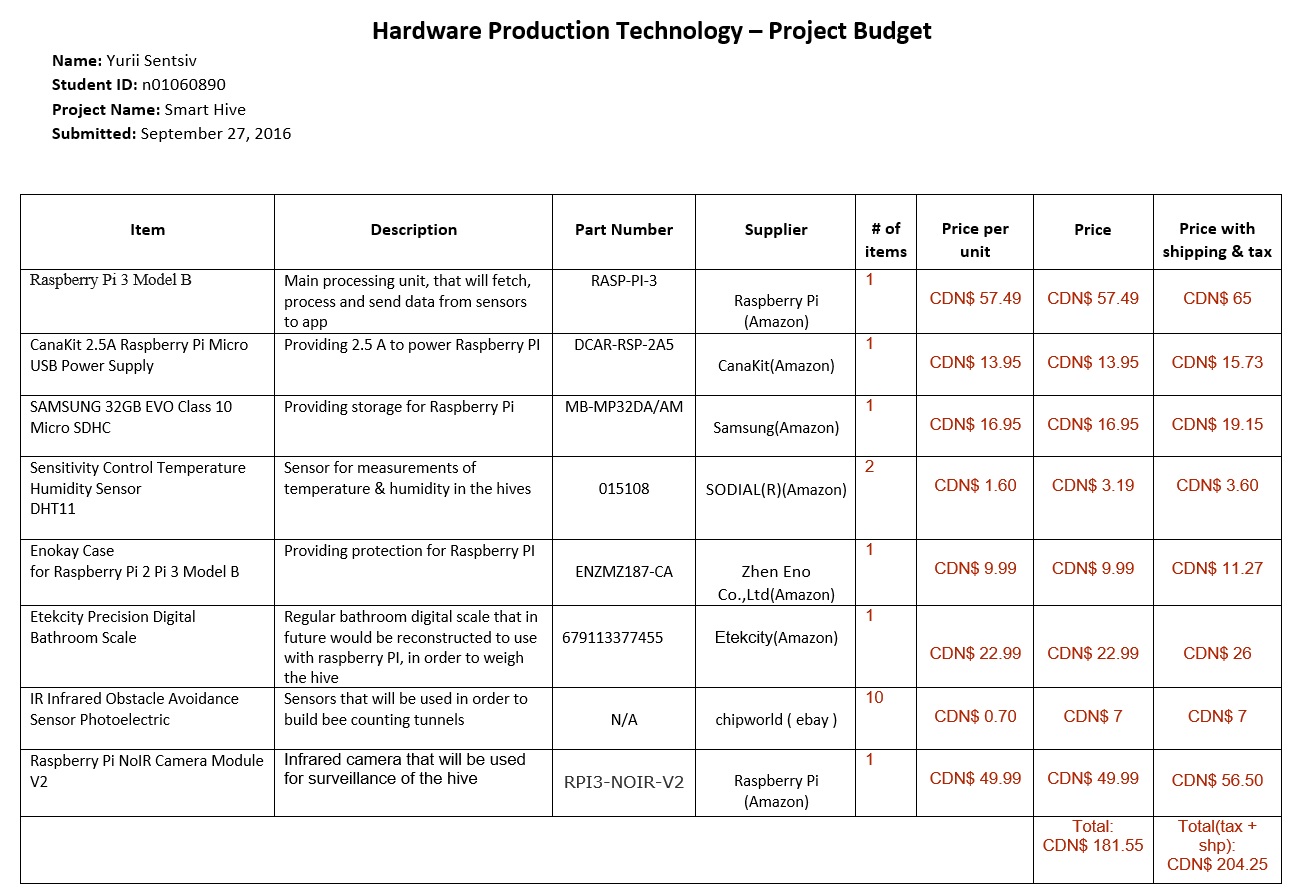 Hardware Production Technology – Project Budget
Name: Yurii Sentsiv
Student ID: n01060890
Project Name: Smart Hive
Submitted: September 27, 2016
Item
Description
Part Number
Supplier
# of
items
Price per
unit
Price
Price with
shipping & tax
Raspberry Pi 3 Model B
Main processing unit, that will fetch,
process and send data from sensors
to app
RASP-PI-3
Raspberry Pi
(Amazon)
1
CDN$ 57.49
CDN$ 57.49
CDN$ 65
CanaKit 2.5A Raspberry Pi Micro
USB Power Supply
Providing 2.5 A to power Raspberry PI
DCAR-RSP-2A5
CanaKit(Amazon)
1
CDN$ 13.95
CDN$ 13.95
CDN$ 15.73
SAMSUNG 32GB EVO Class 10
Micro SDHC
Providing storage for Raspberry Pi
MB-MP32DA/AM
Samsung(Amazon)
1
CDN$ 16.95
CDN$ 16.95
CDN$ 19.15
Sensitivity Control Temperature
Humidity Sensor
DHT11
Sensor for measurements of
temperature & humidity in the hives
015108
SODIAL(R)(Amazon)
2
CDN$ 1.60
CDN$ 3.19
CDN$ 3.60
Enokay Case
for Raspberry Pi 2 Pi 3 Model B
Providing protection for Raspberry PI
ENZMZ187-CA
Zhen Eno
Co.,Ltd(Amazon)
1
CDN$ 9.99
CDN$ 9.99
CDN$ 11.27
Etekcity Precision Digital
Bathroom Scale
Regular bathroom digital scale that in
future would be reconstructed to use
with raspberry PI, in order to weigh
the hive
679113377455
Etekcity(Amazon)
1
CDN$ 22.99
CDN$ 22.99
CDN$ 26
IR Infrared Obstacle Avoidance
Sensor Photoelectric
Sensors that will be used in order to
build bee counting tunnels
N/A
chipworld ( ebay )
10
CDN$ 0.70
CDN$ 7
CDN$ 7
Raspberry Pi NoIR Camera Module
V2
Infrared camera that will be used
for surveillance of the hive
RPI3-NOIR-V2
Raspberry Pi
(Amazon)
1
CDN$ 49.99
CDN$ 49.99
CDN$ 56.50
Total:
CDN$ 181.55
Total(tax +
shp):
CDN$ 204.25